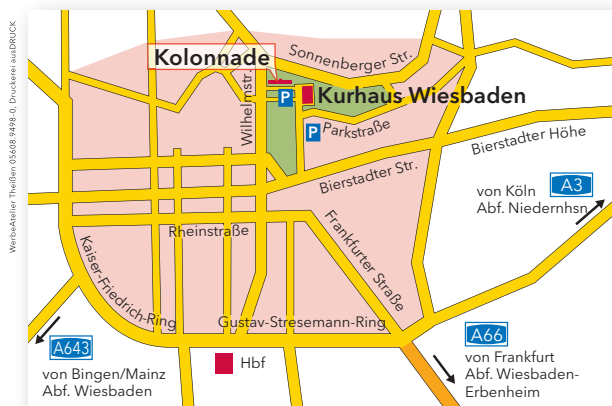 WerbeAtelier Theißen 05608.9498-0, Druckerei ausDRUCK
Sonnenberger Str.
Kolonnade
Wilhelmstr.
P
Kurhaus Wiesbaden
P
Parkstraße
Bierstadter Höhe
Bierstadter Str.
von Köln
A3
Abf. Niedernhsn
Rheinstraße
Frankfurter Straße
Kaiser-Friedrich-Ring
Gustav-Stresemann-Ring
A643
von Bingen/Mainz
Abf. Wiesbaden
Hbf
A66
von Frankfurt
Abf. Wiesbaden-
Erbenheim